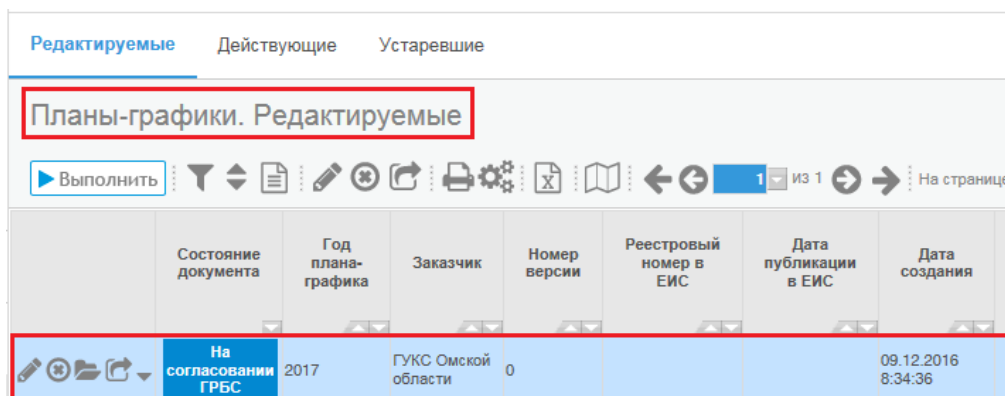 Редактируемые Действующие Устаревшие
Планы-графики. Редактируемые
Выполнить 1 из 1 На странице
Состояние документа Год плана-графика Заказчик Номер версии Реестровый номер в ЕИС Дата публикации в ЕИС Дата создания
На согласовании ГРБС 2017 ГУКС Омской области 0 09.12.2016 8:34:36